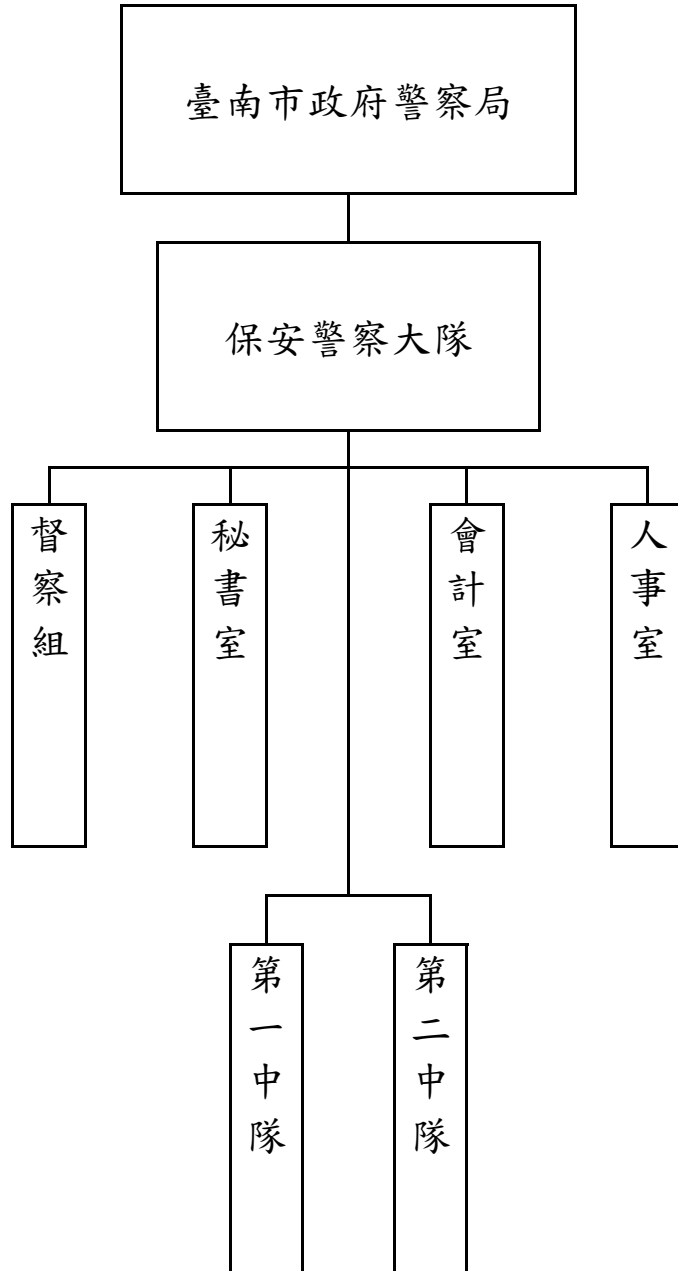 臺南市政府警察局
保安警察大隊
督察組
秘書室
會計室
人事室
第一中隊
第二中隊